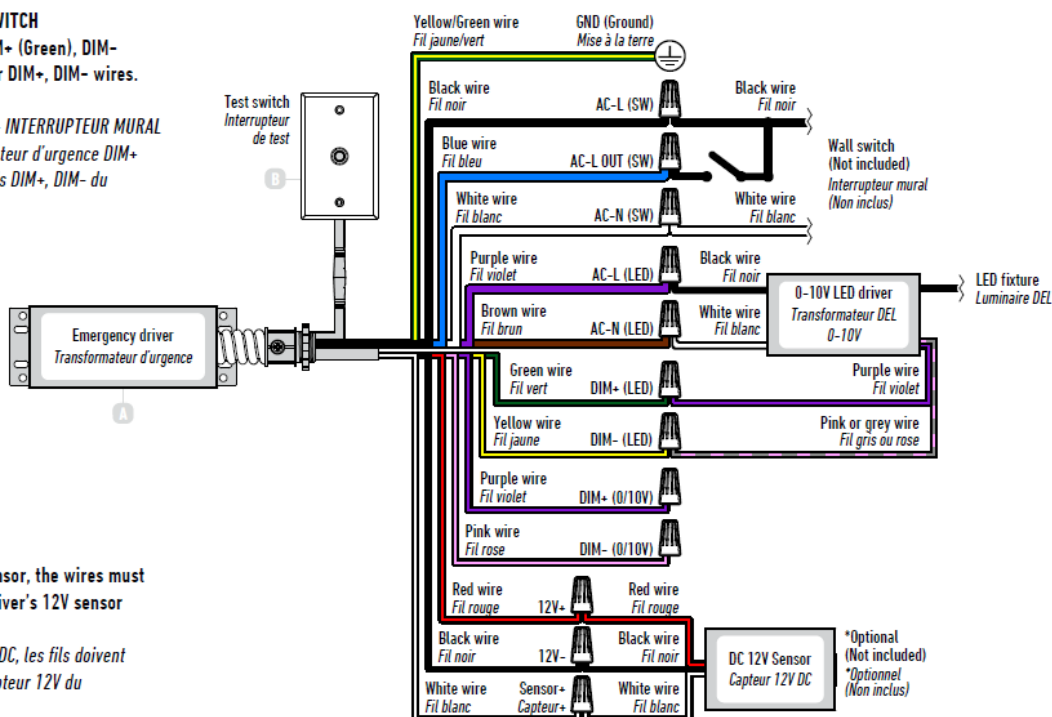 VITCH
M+ (Green), DIM-
r DIM+, DIM- wires.
- INTERRUPTEUR MURAL
teur d'urgence DIM+
s DIM+, DIM- du
Test switch
Interrupteur
de test
B
Emergency driver
Transformateur d'urgence
A
nsor, the wires must
iver's 12V sensor
DC, les fils doivent
pteur 12V du
Yellow/Green wire
Fil jaune/vert
GND (Ground)
Mise à la terre
Black wire
Fil noir
AC-L (SW)
Black wire
Fil noir
Blue wire
Fil bleu
AC-L OUT (SW)
Wall switch
(Not included)
Interrupteur mural
(Non inclus)
White wire
Fil blanc
AC-N (SW)
White wire
Fil blanc
Purple wire
Fil violet
AC-L (LED)
Black wire
Fil noir
0-10V LED driver
Transformateur DEL
0-10V
LED fixture
Luminaire DEL
Brown wire
Fil brun
AC-N (LED)
White wire
Fil blanc
Green wire
Fil vert
DIM+ (LED)
Purple wire
Fil violet
Yellow wire
Fil jaune
DIM- (LED)
Pink or grey wire
Fil gris ou rose
Purple wire
Fil violet
DIM+ (0/10V)
Pink wire
Fil rose
DIM- (0/10V)
Red wire
Fil rouge
12V+
Red wire
Fil rouge
Black wire
Fil noir
12V-
Black wire
Fil noir
DC 12V Sensor
Capteur 12V DC
*Optional
(Not included)
*Optionnel
(Non inclus)
White wire
Fil blanc
Sensor+
Capteur+
White wire
Fil blanc